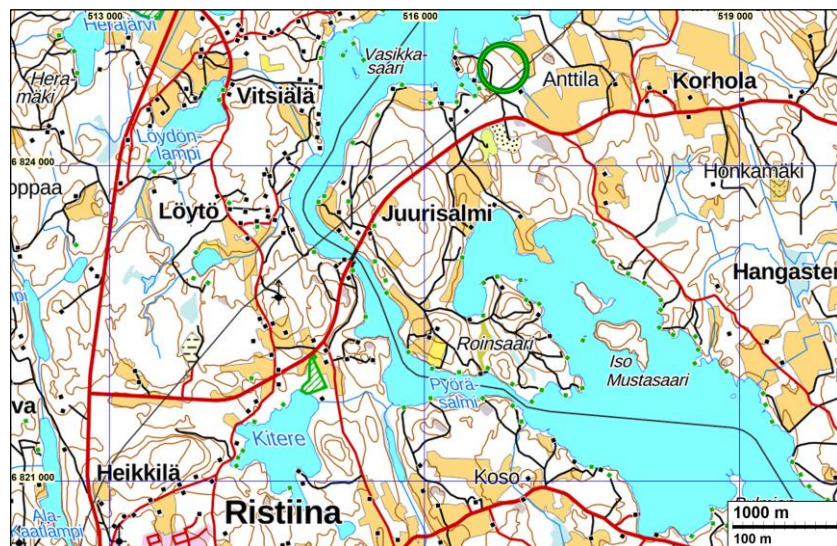 513 000
516 000
519 000
Herajärvi
Vasikka-
saari
Anttila
Korhola
Hera-
mäki
Vitsiälä
Löydön-
lampi
6 824 000
oppaa
Honkamäki
Löytö
Juurisalmi
Hangasten
Roinsaari
Iso
Mustasaari
Pyörä-
salmi
va
Kitere
Heikkilä
6 821 000
Koso
Ristiina
Ala-
Kaatlampi
1000 m
100 m